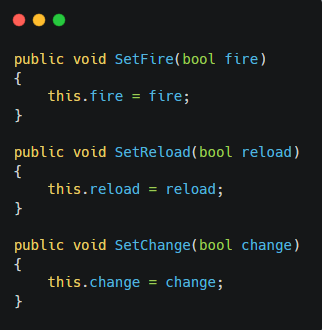 public void SetFire(bool fire)
{
    this.fire = fire;
}

public void SetReload(bool reload)
{
    this.reload = reload;
}

public void SetChange(bool change)
{
    this.change = change;
}